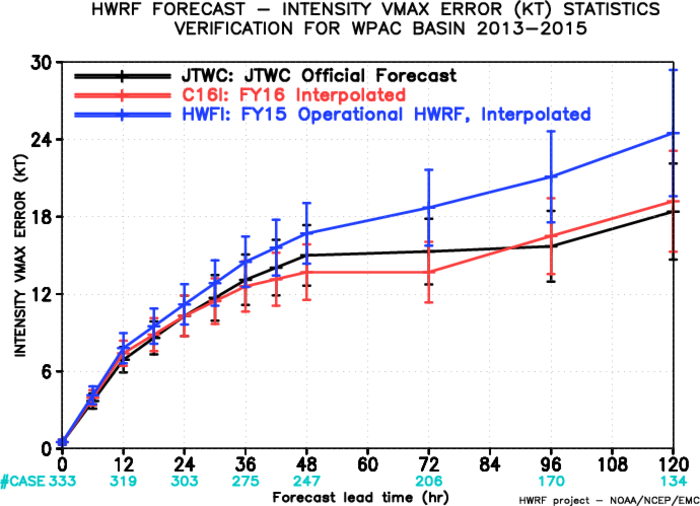 HWRF FORECAST – INTENSITY VMAX ERROR (KT) STATISTICS
VERIFICATION FOR WPAC BASIN 2013–2015
JTWC: JTWC Official Forecast
C16I: FY16 Interpolated
HWFI: FY15 Operational HWRF, Interpolated
INTENSITY VMAX ERROR (KT)
30
24
18
12
6
0
0 12 24 36 48 60 72 84 96 108 120
#CASE 333 319 303 275 247 206 170 134
Forecast lead time (hr)
HWRF project – NOAA/NCEP/EMC